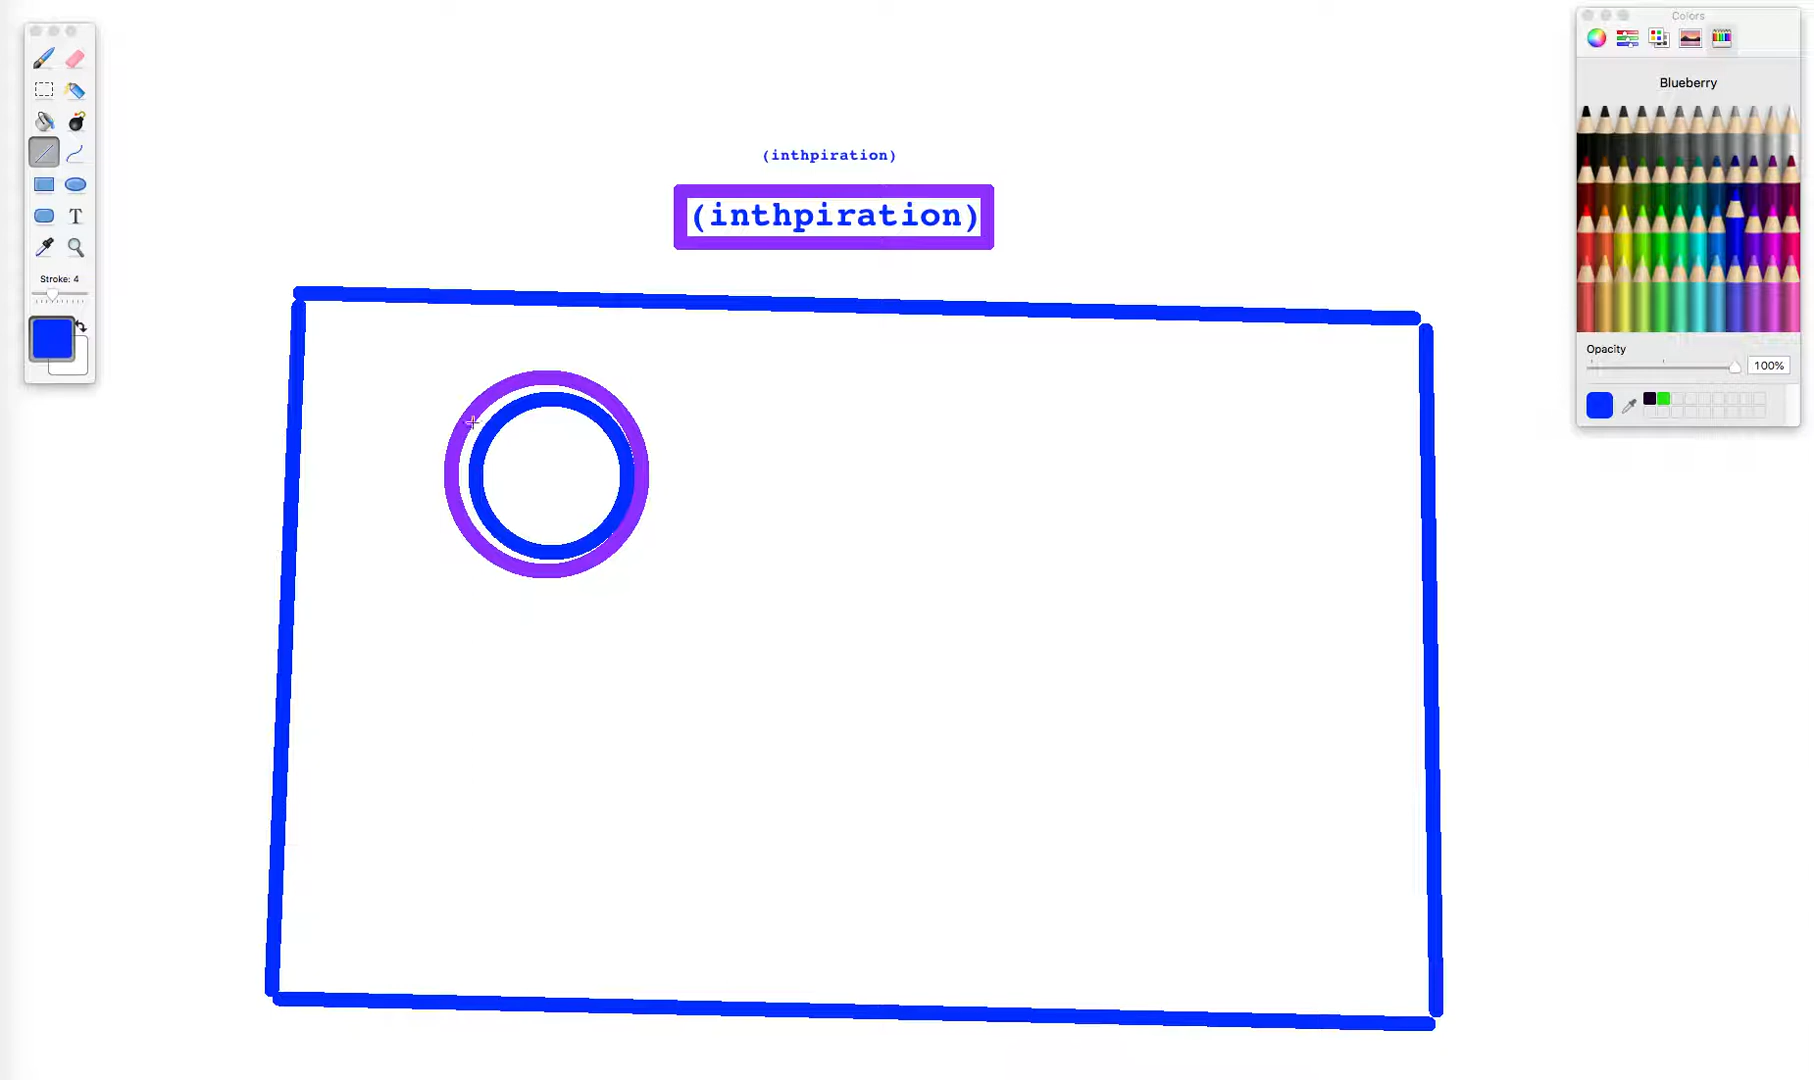 Colors
Blueberry
(inthpiration)
(inthpiration)
Stroke: 4
Opacity
100%